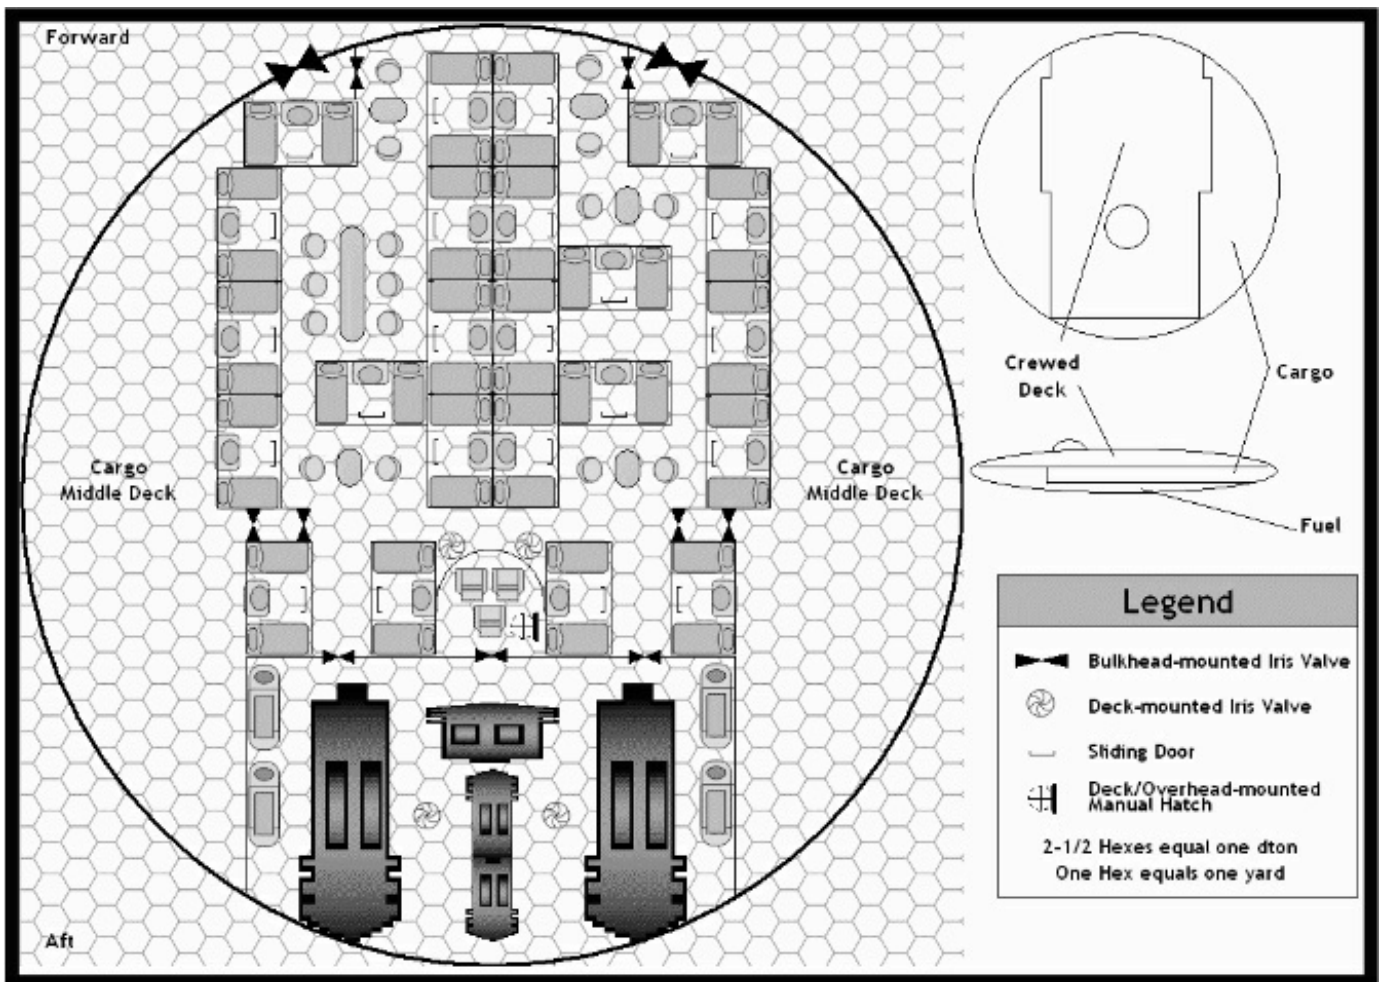 Forward
Crewed
Deck
Cargo
Fuel
Cargo
Middle Deck
Cargo
Middle Deck
Aft
Legend
Bulkhead-mounted Iris Valve
Deck-mounted Iris Valve
Sliding Door
Deck/Overhead-mounted
Manual Hatch
2-1/2 Hexes equal one dton
One Hex equals one yard